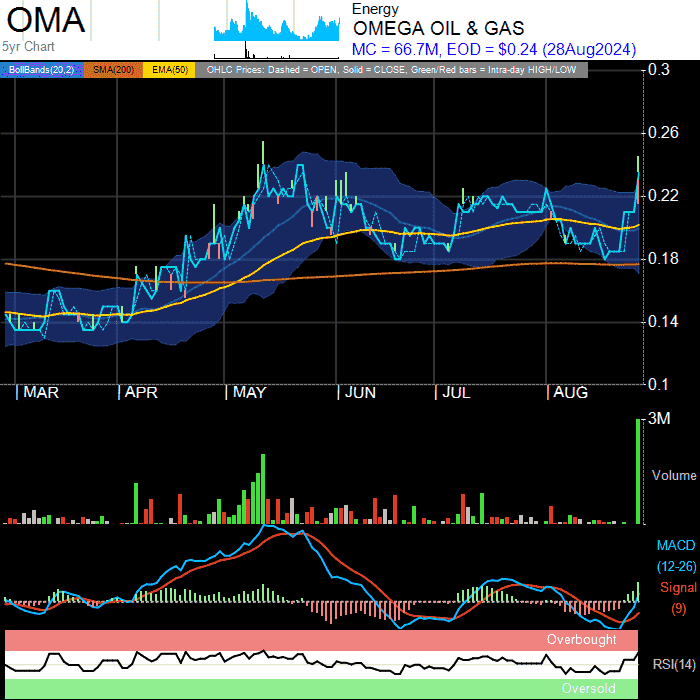 OMA
5yr Chart
Energy
OMEGA OIL & GAS
MC = 66.7M, EOD = $0.24 (28Aug2024)
BollBands(20,2) SMA(200) EMA(50) OHLC Prices: Dashed = OPEN, Solid = CLOSE, Green/Red bars = Intra-day HIGH/LOW
0.3
0.26
0.22
0.18
0.14
0.1
| MAR | APR | MAY | JUN | JUL | AUG
3M
Volume
MACD
(12-26)
Signal
(9)
Overbought
RSI(14)
Oversold